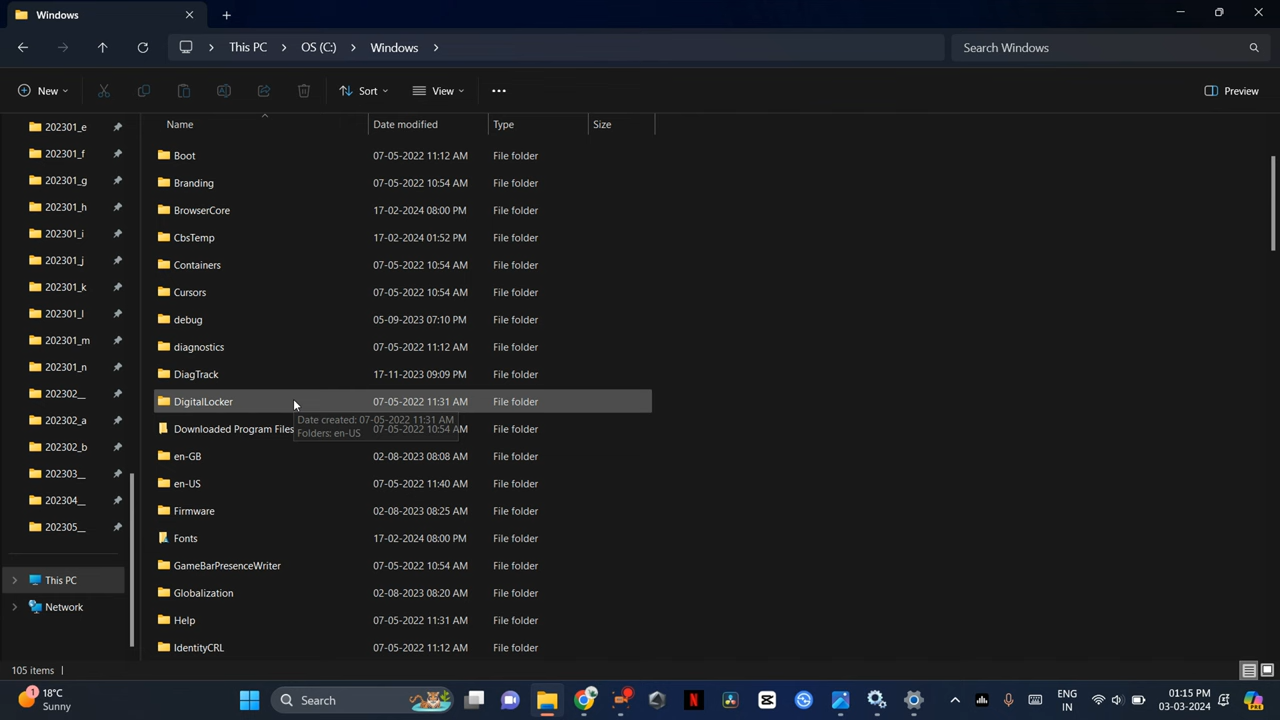 Windows
This PC > OS (C:) > Windows >
Search Windows
New
Sort
View
Preview
Name Date modified Type Size
202301_e
202301_f
202301_g
202301_h
202301_i
202301_j
202301_k
202301_l
202301_m
202301_n
202302__
202302_a
202302_b
202303__
202304__
202305__
This PC
Network
Boot 07-05-2022 11:12 AM File folder
Branding 07-05-2022 10:54 AM File folder
BrowserCore 17-02-2024 08:00 PM File folder
CbsTemp 17-02-2024 01:52 PM File folder
Containers 07-05-2022 10:54 AM File folder
Cursors 07-05-2022 10:54 AM File folder
debug 05-09-2023 07:10 PM File folder
diagnostics 07-05-2022 11:12 AM File folder
DiagTrack 17-11-2023 09:09 PM File folder
DigitalLocker 07-05-2022 11:31 AM File folder
Date created: 07-05-2022 11:31 AM
Folders: en-US
Downloaded Program Files 07-05-2022 10:54 AM File folder
en-GB 02-08-2023 08:08 AM File folder
en-US 07-05-2022 11:40 AM File folder
Firmware 02-08-2023 08:25 AM File folder
Fonts 17-02-2024 08:00 PM File folder
GameBarPresenceWriter 07-05-2022 10:54 AM File folder
Globalization 02-08-2023 08:20 AM File folder
Help 07-05-2022 11:31 AM File folder
IdentityCRL 07-05-2022 11:12 AM File folder
105 items
1
18°C
Sunny
Search
N
ENG
IN
01:15 PM
03-03-2024
PRE